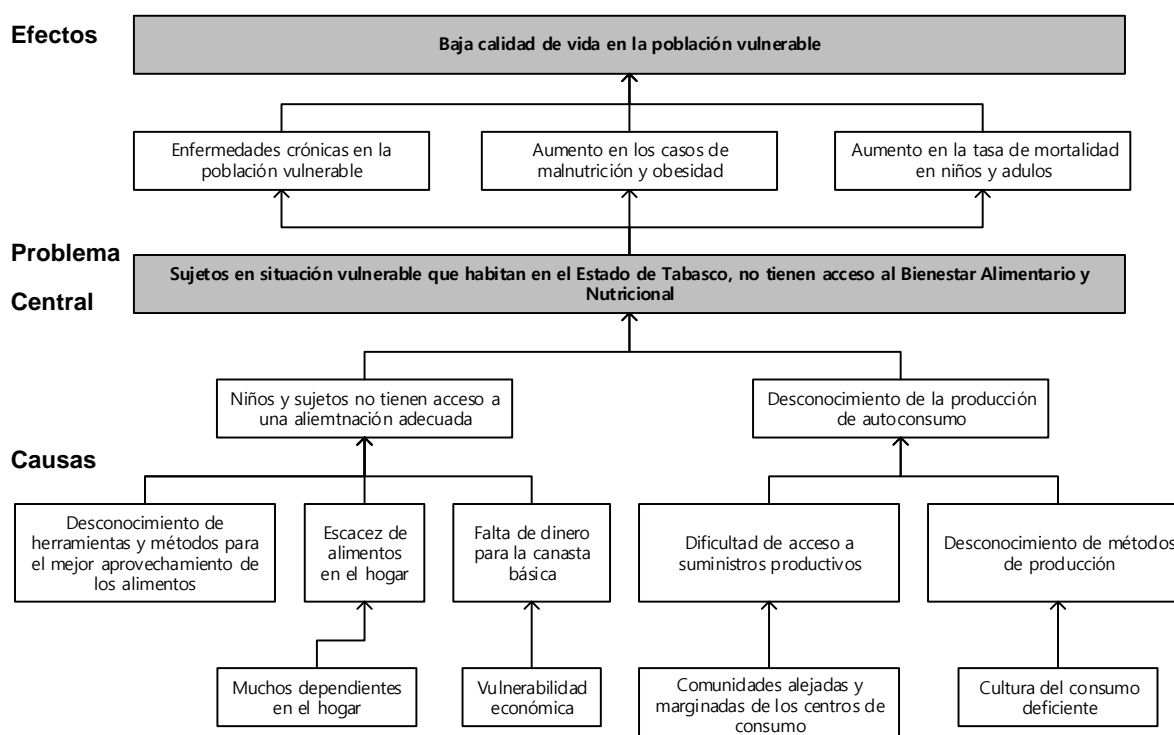 Efectos
Baja calidad de vida en la población vulnerable
Enfermedades crónicas en la
población vulnerable
Aumento en los casos de
malnutrición y obesidad
Aumento en la tasa de mortalidad
en niños y adulos
Problema
Central
Sujetos en situación vulnerable que habitan en el Estado de Tabasco, no tienen acceso al Bienestar Alimentario y
Nutricional
Niños y sujetos no tienen acceso a
una aliemtnación adecuada
Desconocimiento de la producción
de autoconsumo
Causas
Desconocimiento de
herramientas y métodos para
el mejor aprovechamiento de
los alimentos
Escacez de
alimentos
en el hogar
Falta de dinero
para la canasta
básica
Dificultad de acceso a
suministros productivos
Desconocimiento de métodos
de producción
Muchos dependientes
en el hogar
Vulnerabilidad
económica
Comunidades alejadas y
marginadas de los centros de
consumo
Cultura del consumo
deficiente